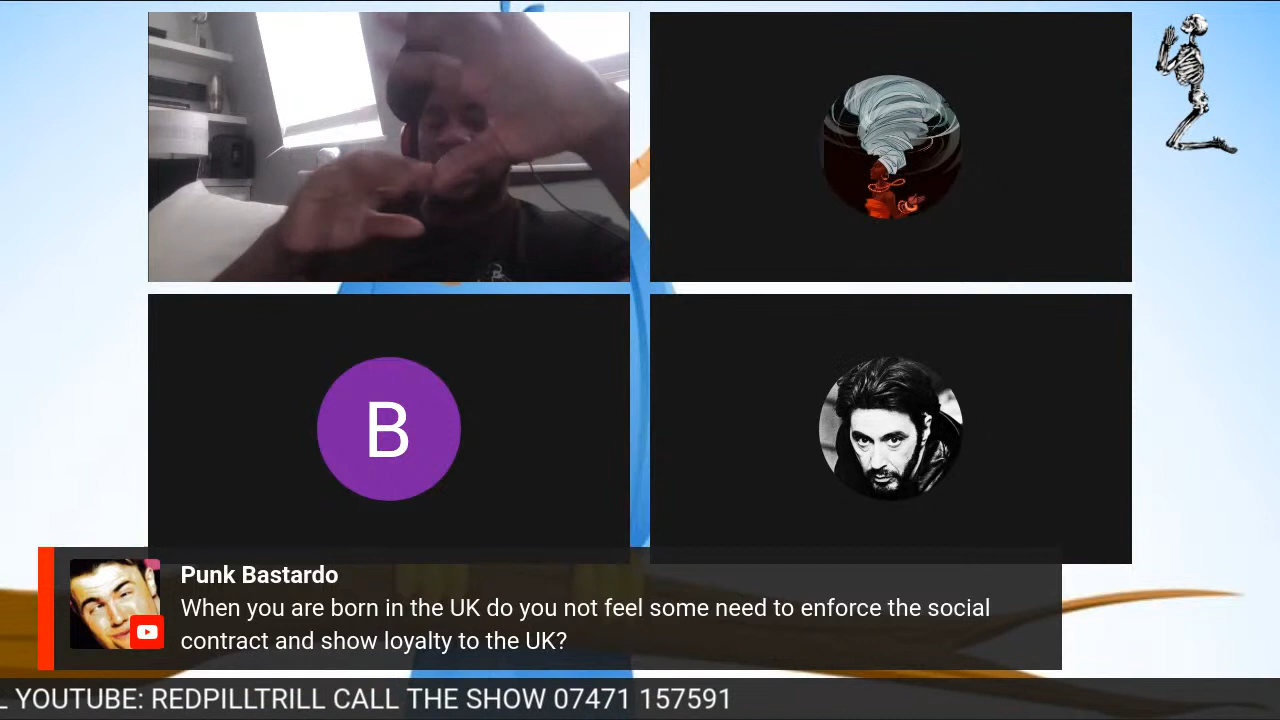 B
Punk Bastardo
When you are born in the UK do you not feel some need to enforce the social
contract and show loyalty to the UK?
L YOUTUBE: REDPILLTRILL CALL THE SHOW 07471 157591